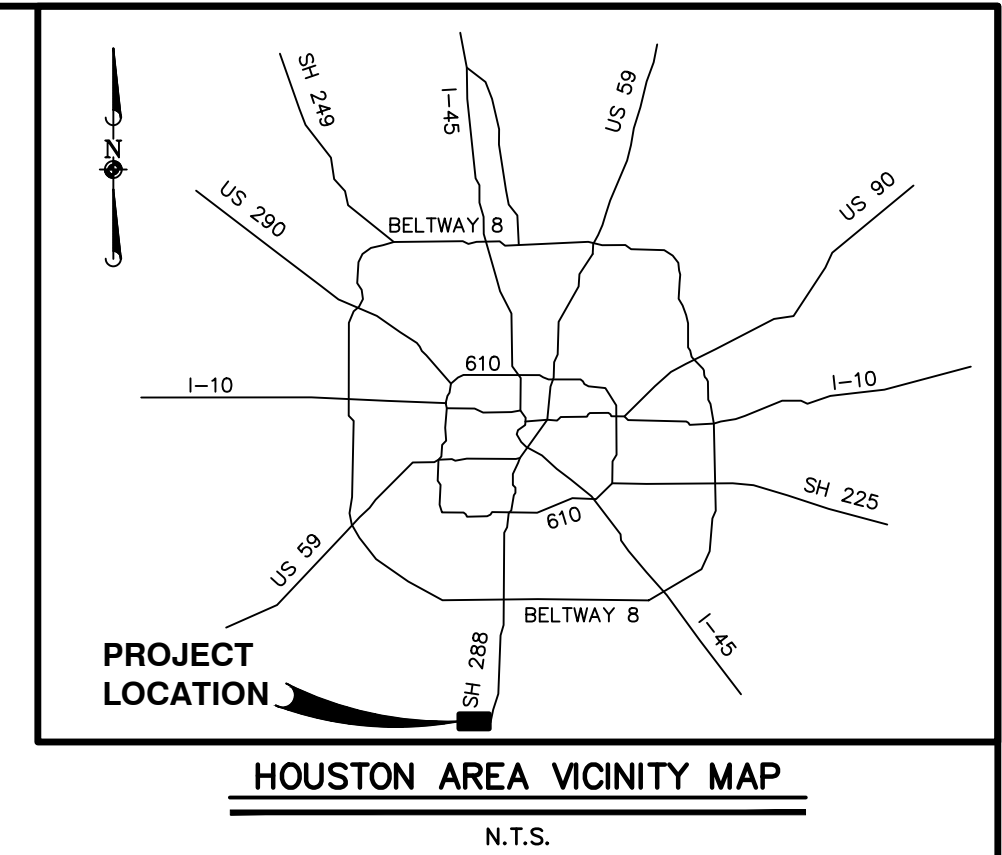 SH 249
I-45
US 59
N
US 290
US 90
BELTWAY 8
610
I-10
I-10
SH 225
610
US 59
BELTWAY 8
I-45
SH 288
PROJECT
LOCATION
HOUSTON AREA VICINITY MAP
N.T.S.